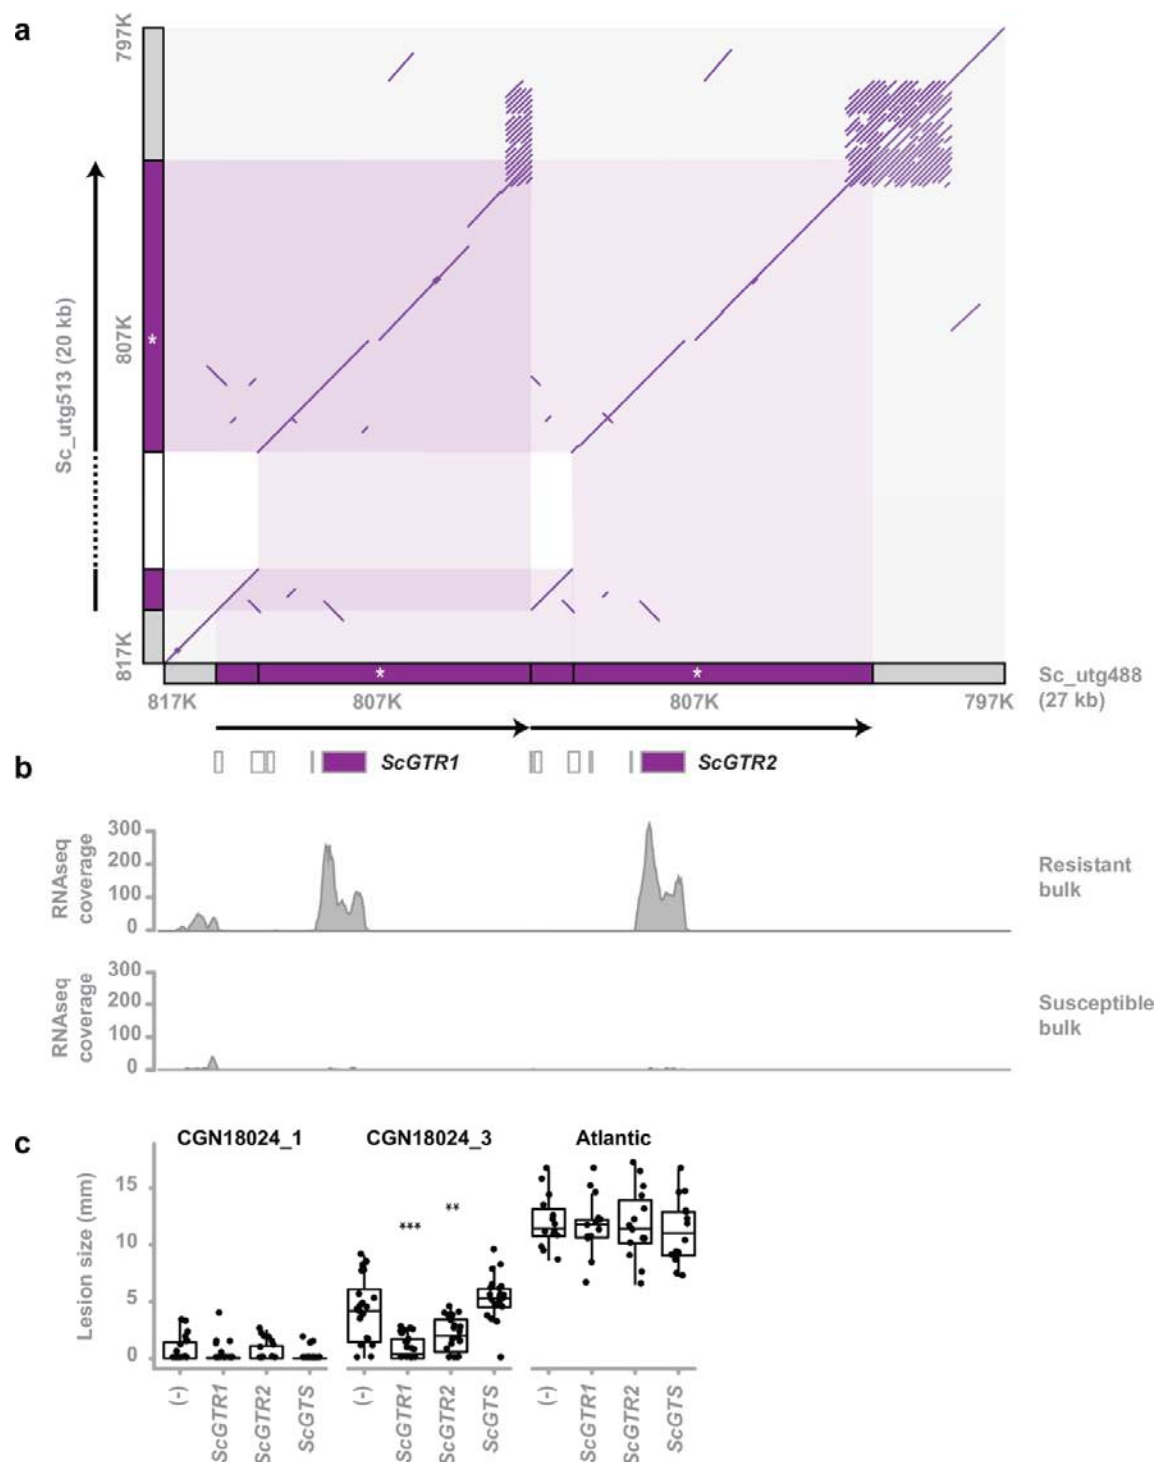 a
797K
807K
817K
Sc_utg513 (20 kb)
*
*
*
Sc_utg488
(27 kb)
817K
807K
807K
797K
ScGTR1
ScGTR2
b
RNAseq
coverage
300
200
100
0
Resistant
bulk
RNAseq
coverage
300
200
100
0
Susceptible
bulk
c
CGN18024_1
CGN18024_3
Atlantic
Lesion size (mm)
15
10
5
0
***
**
(-)
ScGTR1
ScGTR2
ScGTS
(-)
ScGTR1
ScGTR2
ScGTS
(-)
ScGTR1
ScGTR2
ScGTS